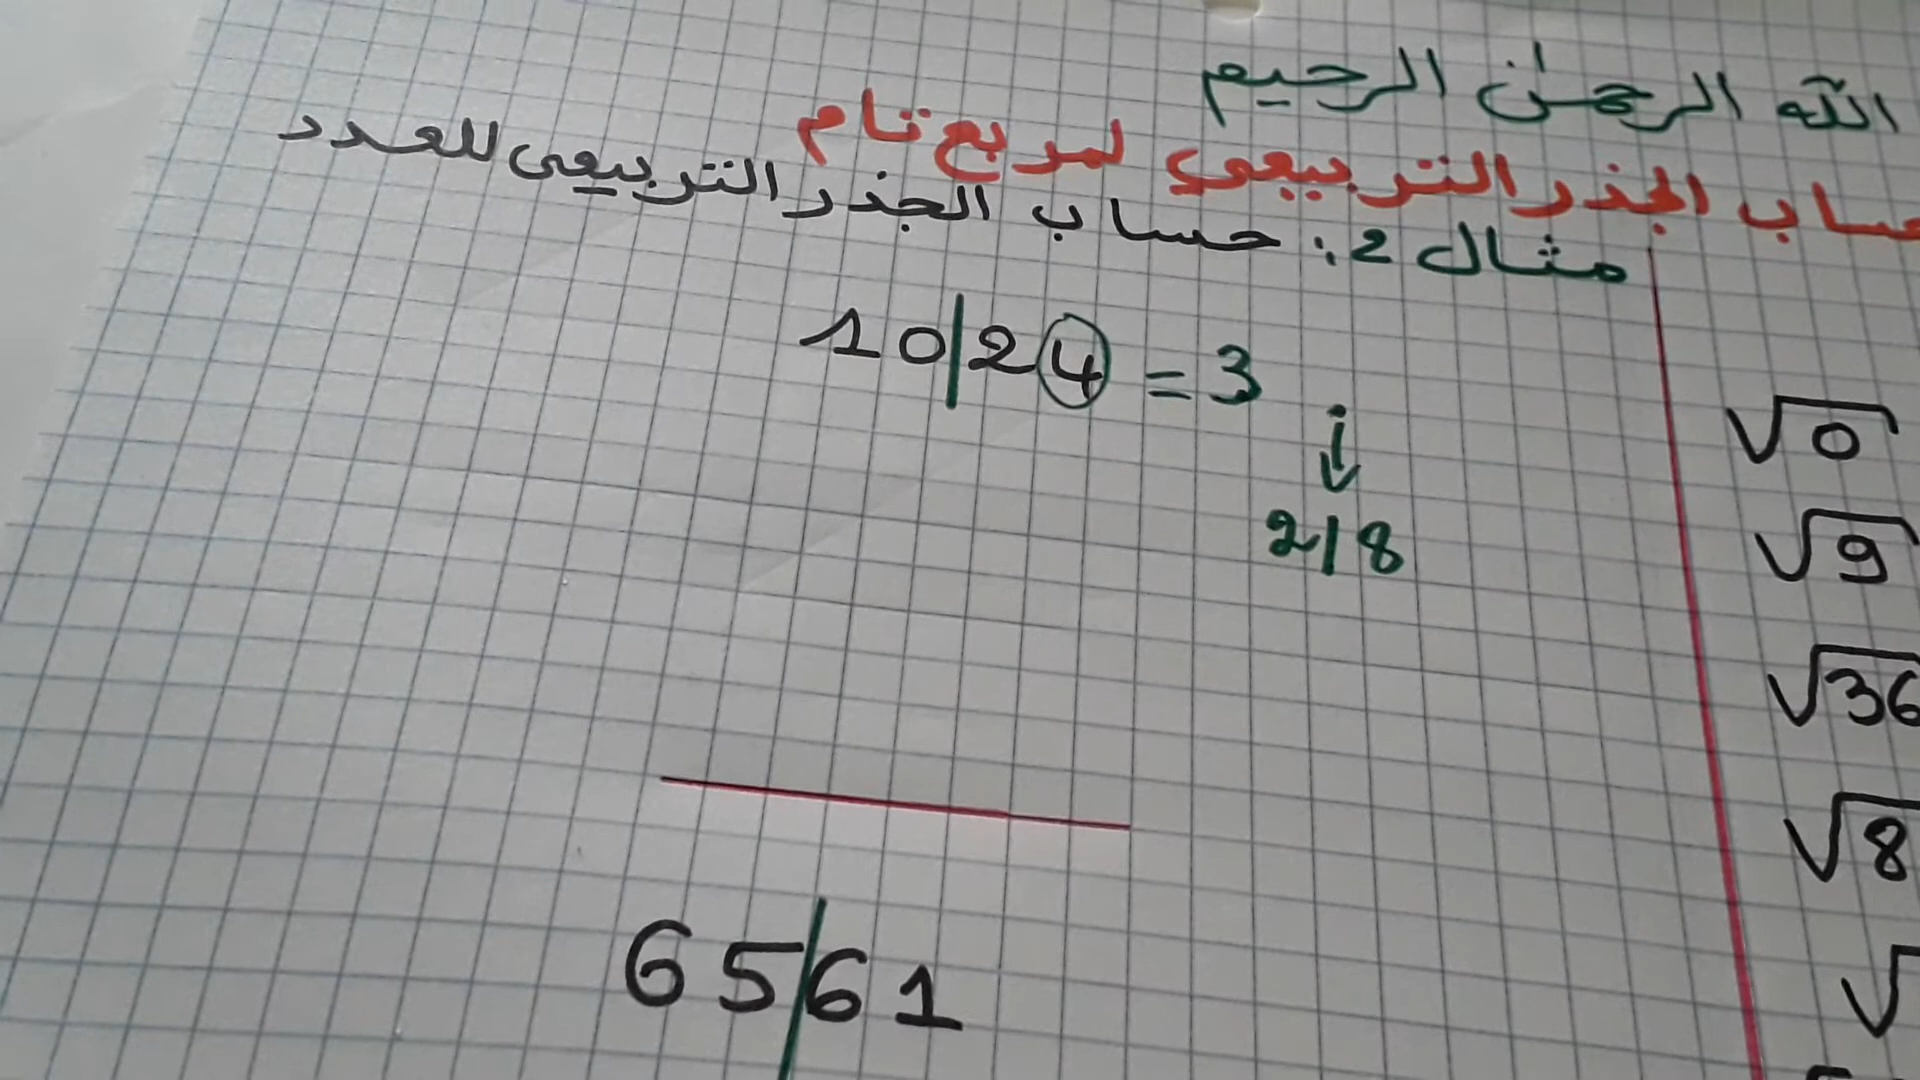 الله الرحمٰن الرحيم
حساب الجذر التربيعي لمربع تام
مثال 2: حساب الجذر التربيعي للعدد
10|24 = 3
↓
2/8
65|61
√0
√9
√36
√8
√